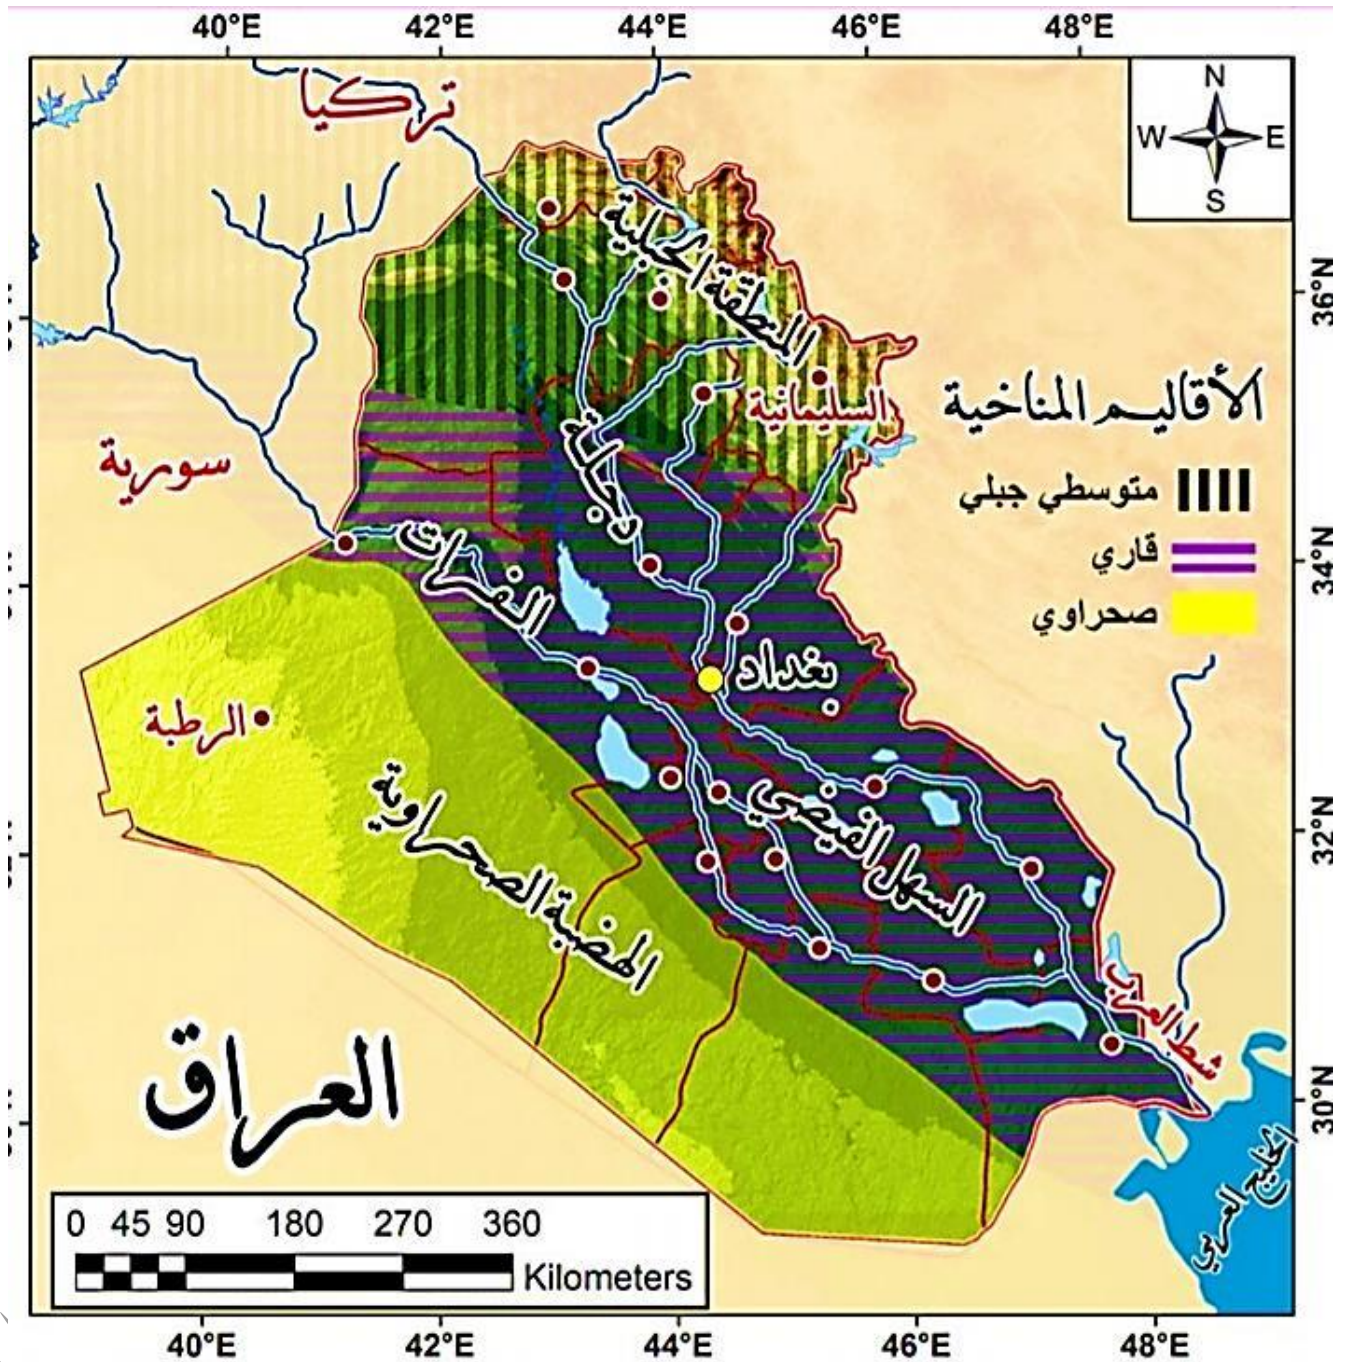 40°E 42°E 44°E 46°E 48°E
N
W E
S
تركيا
المنطقة الجبلية
36°N
السليمانية
الأقاليم المناخية
متوسطي جبلي
قاري
صحراوي
سورية
دجلة
الفرات
34°N
بغداد
الرطبة
الهضبة الصحراوية
السهل الفيضي
32°N
شط العرب
العراق
30°N
الخليج العربي
0 45 90 180 270 360
Kilometers
40°E 42°E 44°E 46°E 48°E